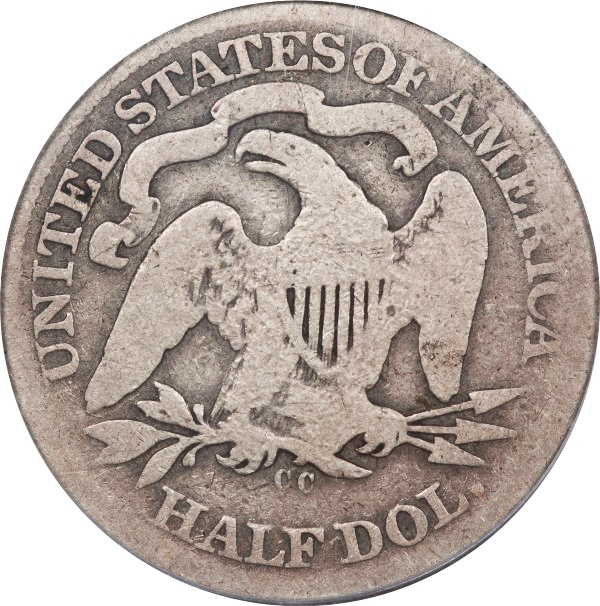 UNITED STATES OF AMERICA
CC
HALF DOL.